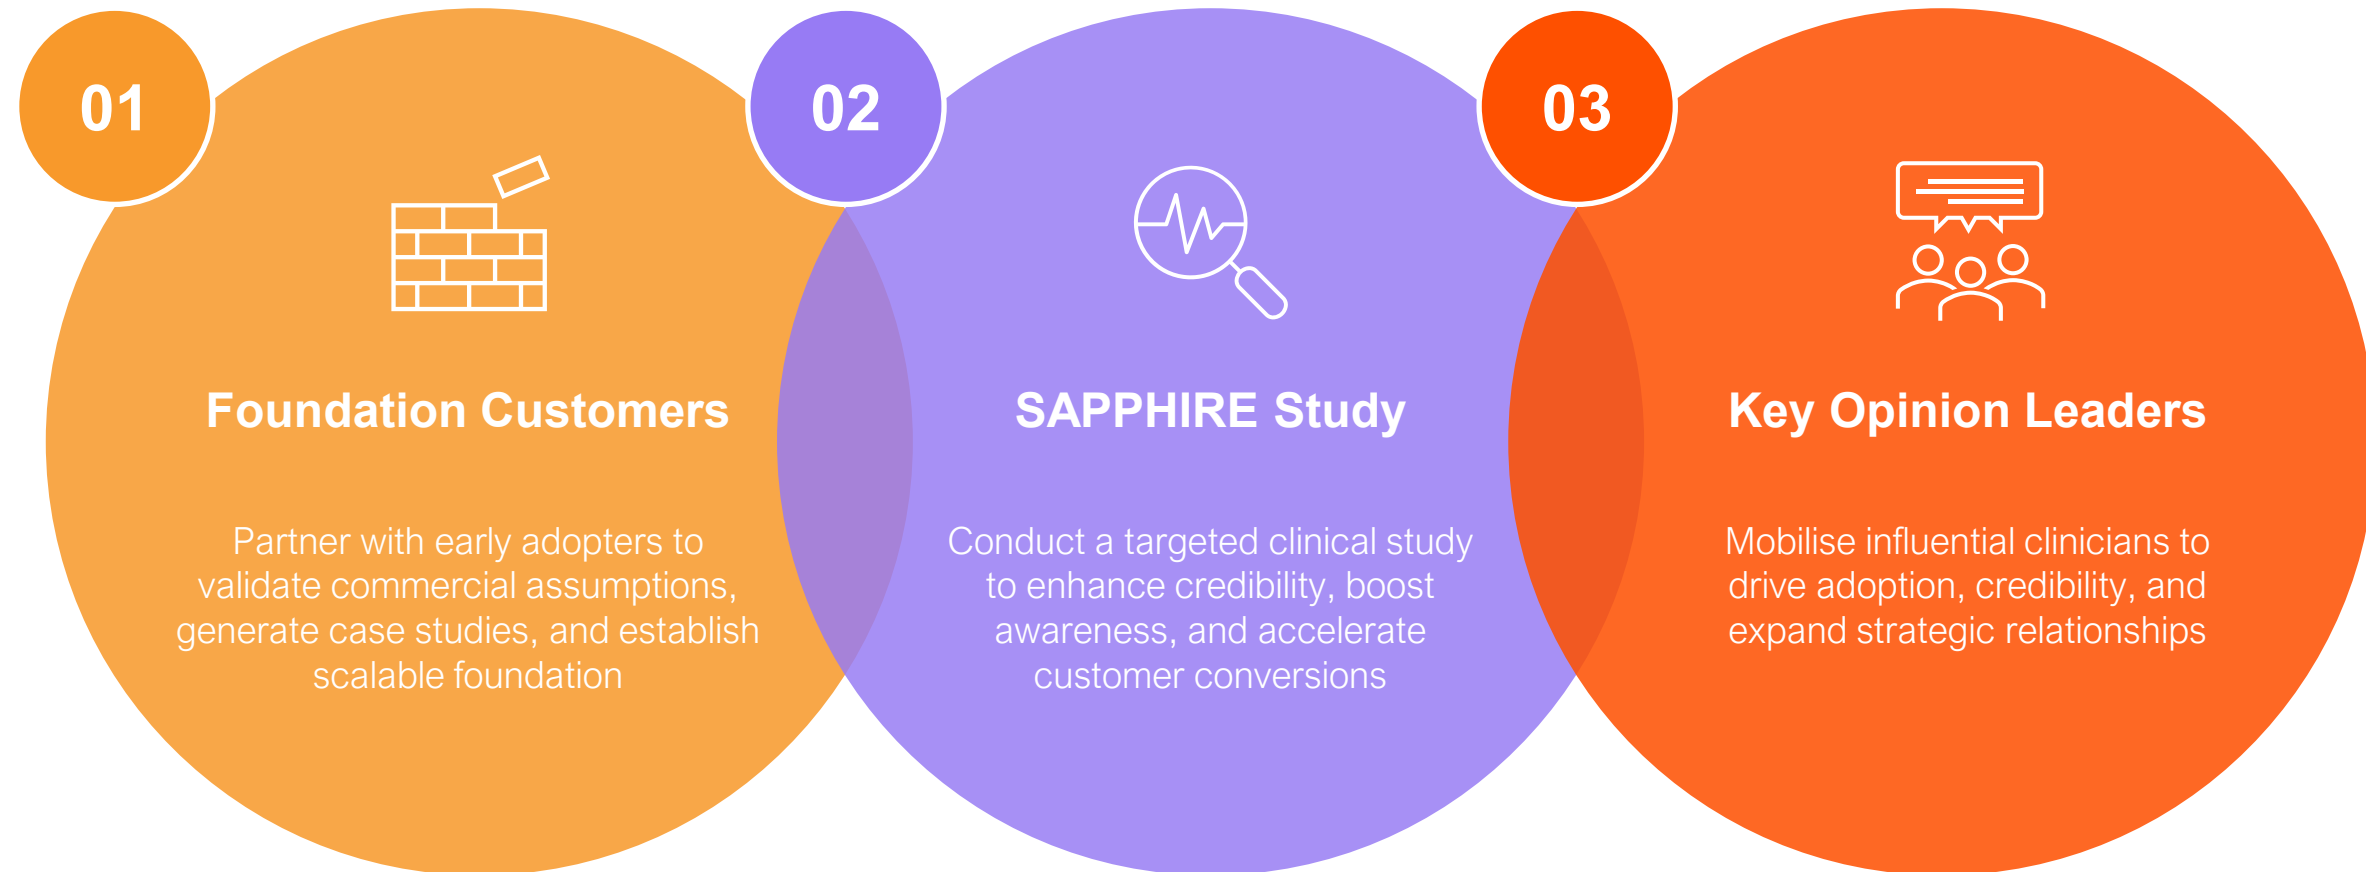 01
Foundation Customers
Partner with early adopters to
validate commercial assumptions,
generate case studies, and establish
scalable foundation
02
SAPPHIRE Study
Conduct a targeted clinical study
to enhance credibility, boost
awareness, and accelerate
customer conversions
03
Key Opinion Leaders
Mobilise influential clinicians to
drive adoption, credibility, and
expand strategic relationships